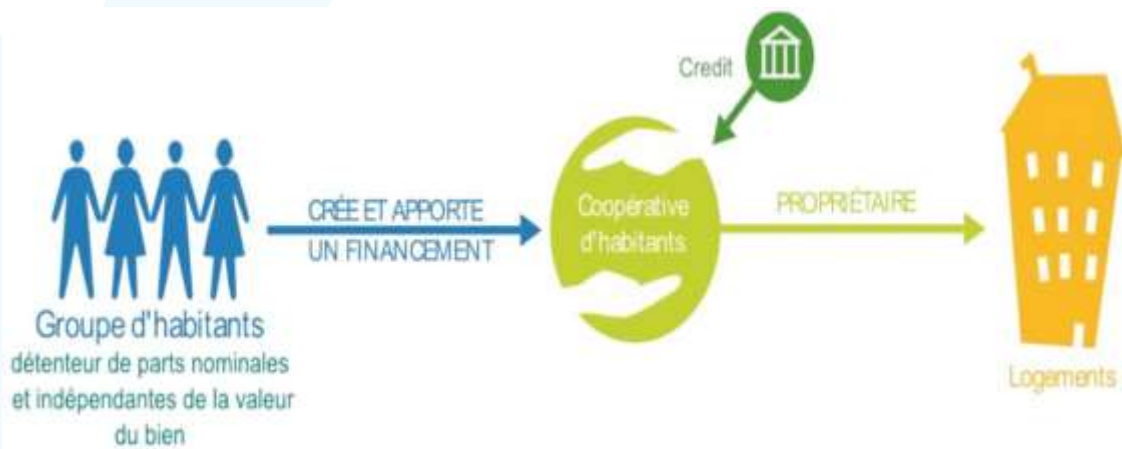 Credit
CRÉE ET APPORTE
UN FINANCEMENT
Coopérative
d'habitants
PROPRIÉTAIRE
Groupe d'habitants
détenteur de parts nominales
et indépendantes de la valeur
du bien
Logements